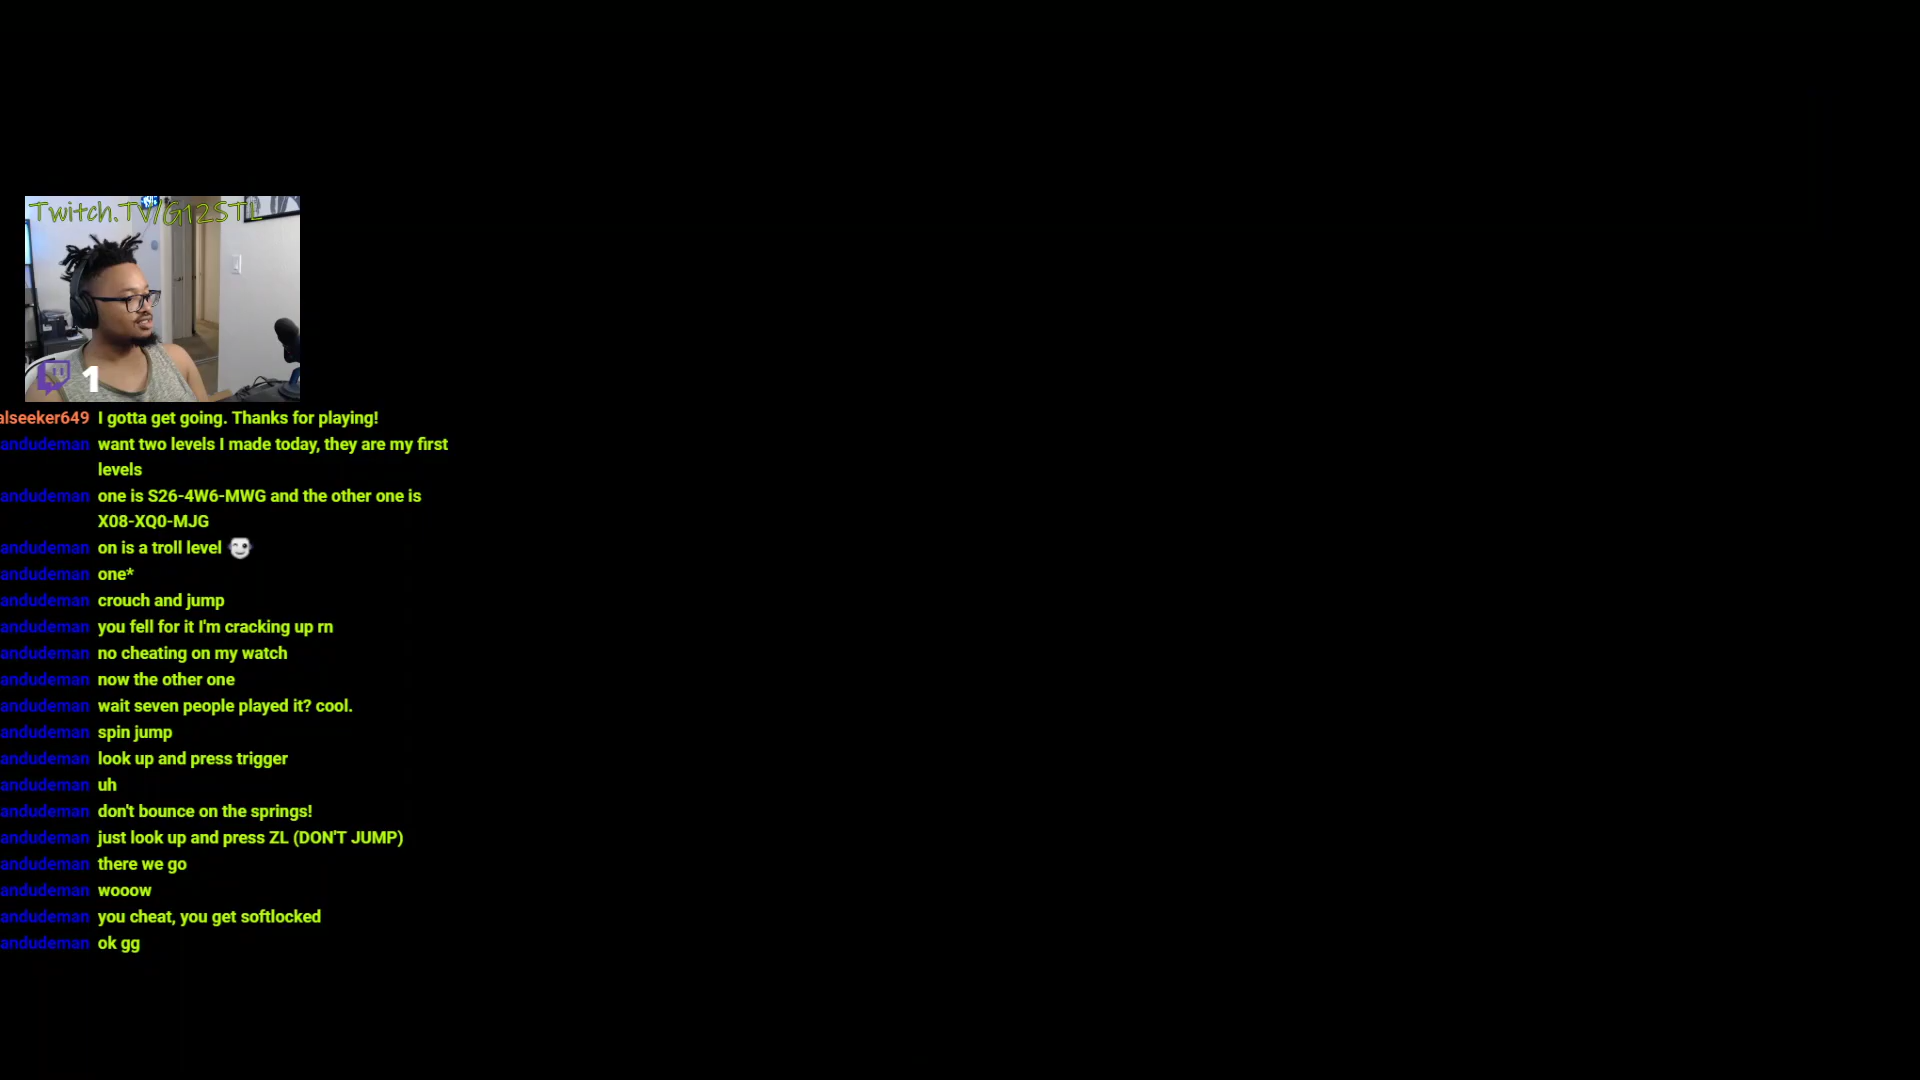 Twitch.TV/G12STL
1
alseeker649 I gotta get going. Thanks for playing!
andudeman want two levels I made today, they are my first
levels
andudeman one is S26-4W6-MWG and the other one is
X08-XQ0-MJG
andudeman on is a troll level
andudeman one*
andudeman crouch and jump
andudeman you fell for it I'm cracking up rn
andudeman no cheating on my watch
andudeman now the other one
andudeman wait seven people played it? cool.
andudeman spin jump
andudeman look up and press trigger
andudeman uh
andudeman don't bounce on the springs!
andudeman just look up and press ZL (DON'T JUMP)
andudeman there we go
andudeman wooow
andudeman you cheat, you get softlocked
andudeman ok gg